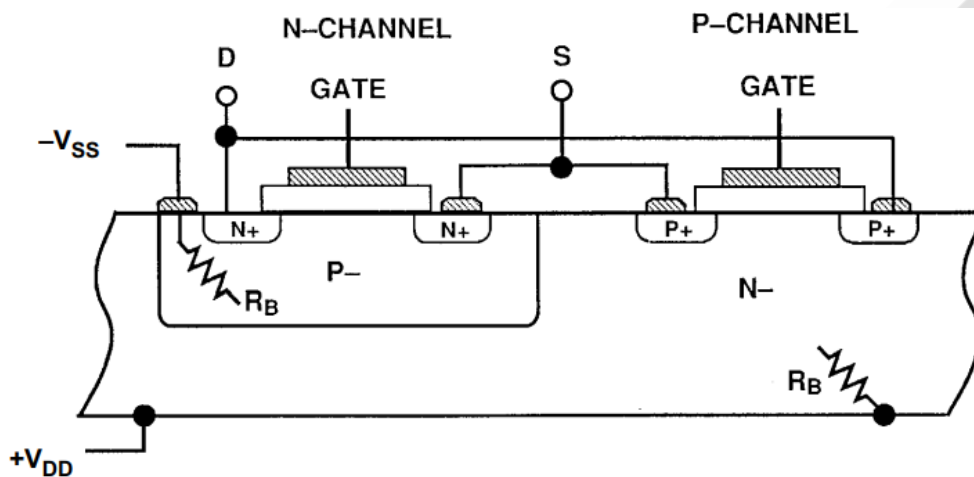 N–CHANNEL
P–CHANNEL
D
S
GATE
GATE
–VSS
N+
N+
P+
P+
P–
RB
N–
RB
+VDD